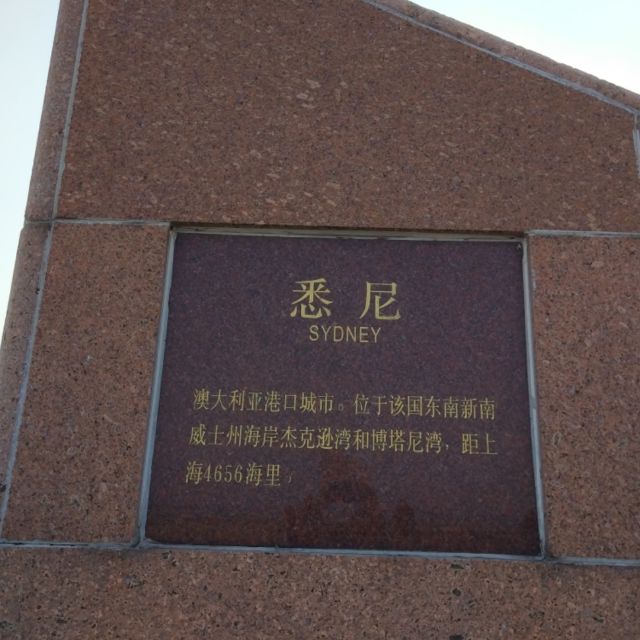 悉尼
SYDNEY
澳大利亚港口城市。位于该国东南新南
威士州海岸杰克逊湾和博塔尼湾，距上
海4656海里，